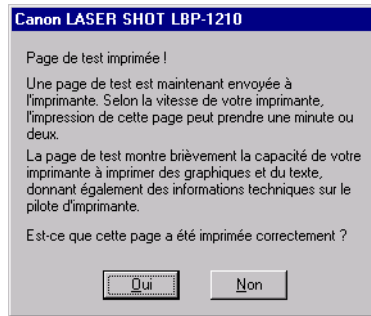 Canon LASER SHOT LBP-1210
Page de test imprimée !
Une page de test est maintenant envoyée à
l'imprimante. Selon la vitesse de votre imprimante,
l'impression de cette page peut prendre une minute ou
deux.
La page de test montre brièvement la capacité de votre
imprimante à imprimer des graphiques et du texte,
donnant également des informations techniques sur le
pilote d'imprimante.
Est-ce que cette page a été imprimée correctement ?
Oui
Non